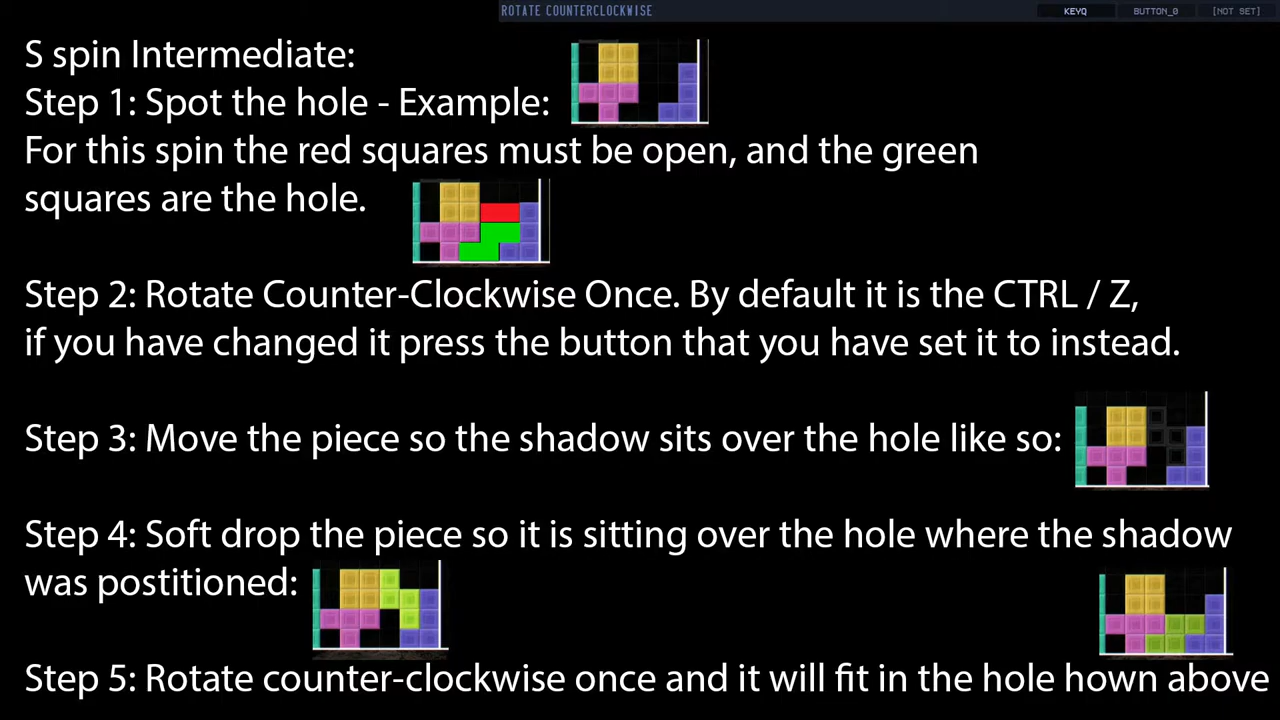 ROTATE COUNTERCLOCKWISE KEYQ BUTTON_0 [NOT SET]
S spin Intermediate:
Step 1: Spot the hole - Example:
For this spin the red squares must be open, and the green
squares are the hole.
Step 2: Rotate Counter-Clockwise Once. By default it is the CTRL / Z,
if you have changed it press the button that you have set it to instead.
Step 3: Move the piece so the shadow sits over the hole like so:
Step 4: Soft drop the piece so it is sitting over the hole where the shadow
was postitioned:
Step 5: Rotate counter-clockwise once and it will fit in the hole hown above